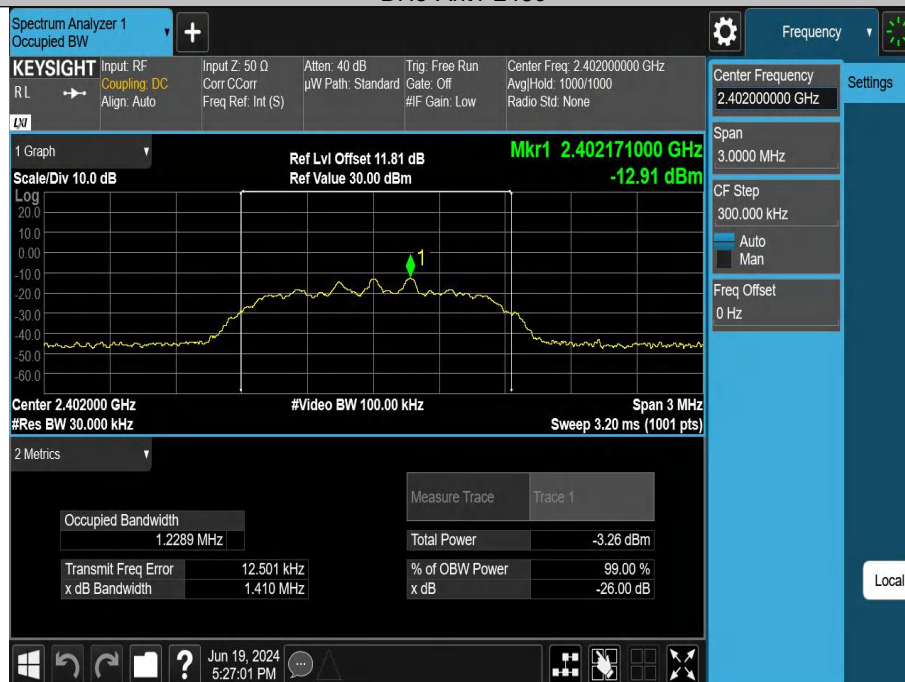 Spectrum Analyzer 1
Occupied BW
+
Frequency
KEYSIGHT
RL
LXI
Input: RF
Coupling: DC
Align: Auto
Input Z: 50 Ω
Corr CCorr
Freq Ref: Int (S)
Atten: 40 dB
µW Path: Standard
Trig: Free Run
Gate: Off
#IF Gain: Low
Center Freq: 2.402000000 GHz
Avg|Hold: 1000/1000
Radio Std: None
Center Frequency
2.402000000 GHz
Settings
Span
3.0000 MHz
CF Step
300.000 kHz
Auto
Man
Freq Offset
0 Hz
1 Graph
Scale/Div 10.0 dB
Ref Lvl Offset 11.81 dB
Ref Value 30.00 dBm
Mkr1 2.402171000 GHz
-12.91 dBm
Log
20.0
10.0
0.00
-10.0
-20.0
-30.0
-40.0
-50.0
-60.0
1
Center 2.402000 GHz
#Res BW 30.000 kHz
#Video BW 100.00 kHz
Span 3 MHz
Sweep 3.20 ms (1001 pts)
2 Metrics
Measure Trace Trace 1
Occupied Bandwidth
1.2289 MHz
Total Power -3.26 dBm
Transmit Freq Error 12.501 kHz
% of OBW Power 99.00 %
x dB Bandwidth 1.410 MHz
x dB -26.00 dB
Local
?
Jun 19, 2024
5:27:01 PM